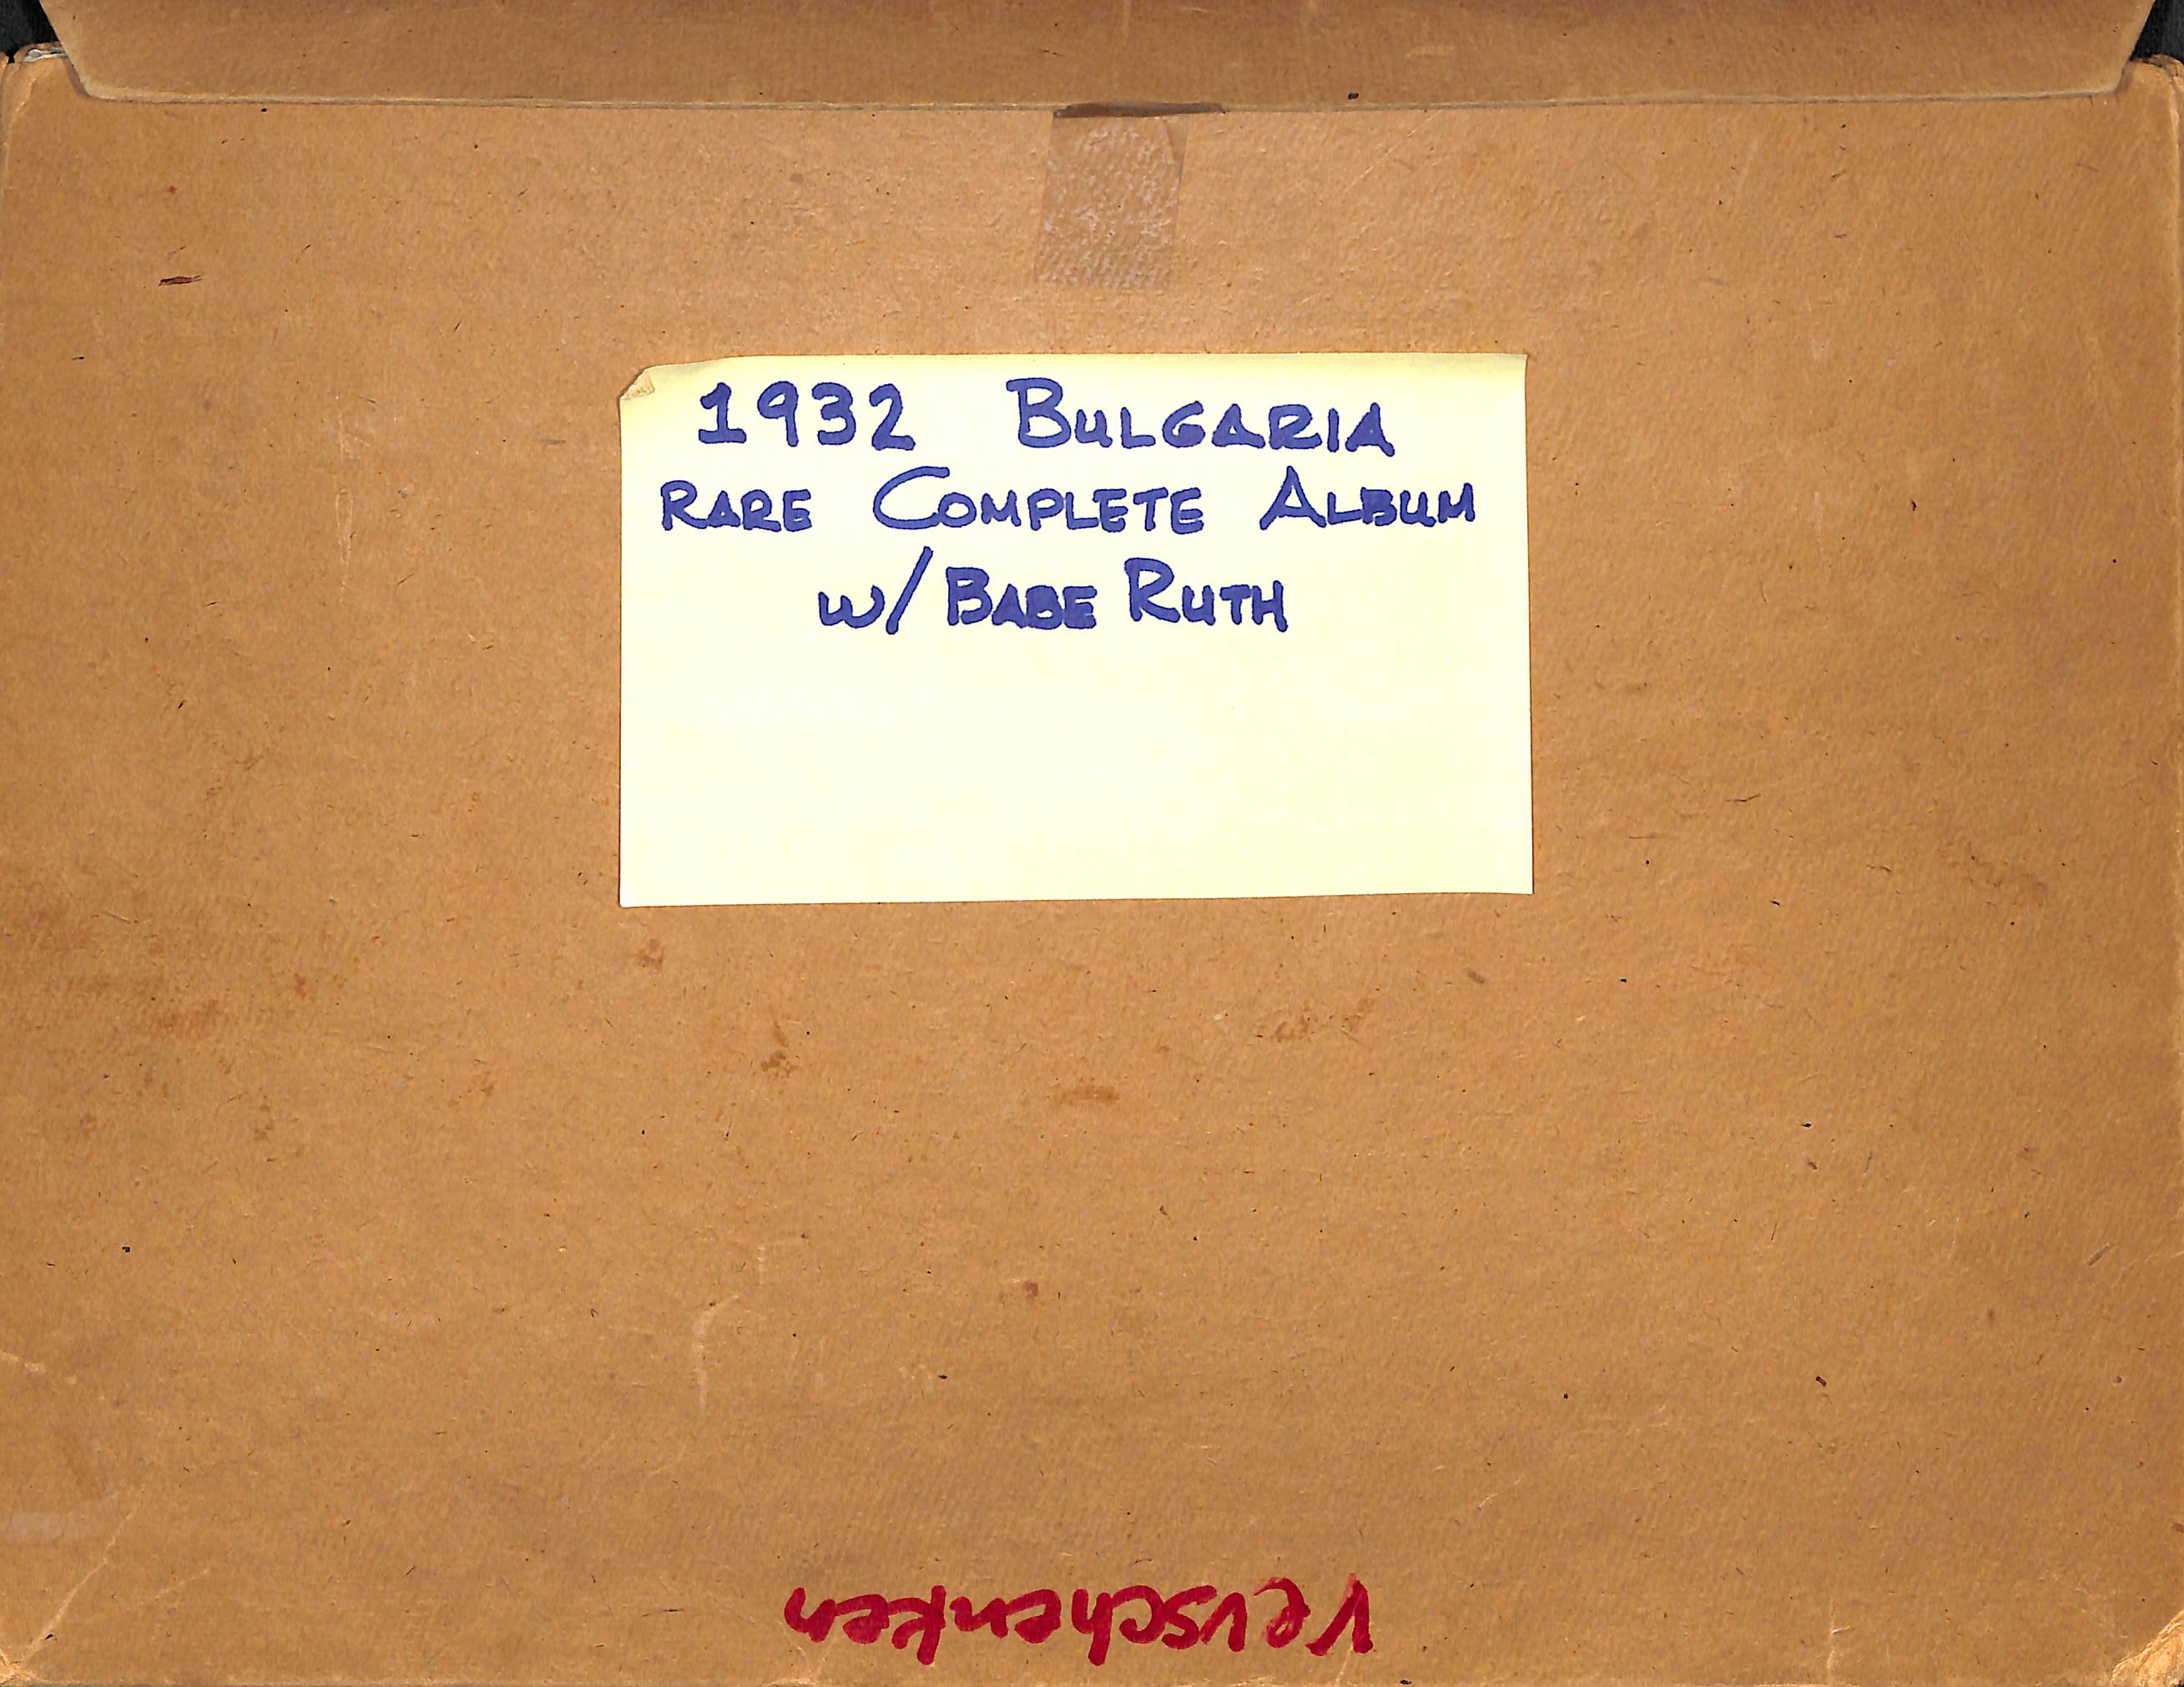 1932 BULGARIA
RARE COMPLETE ALBUM
w/ BABE RUTH
Verschenken